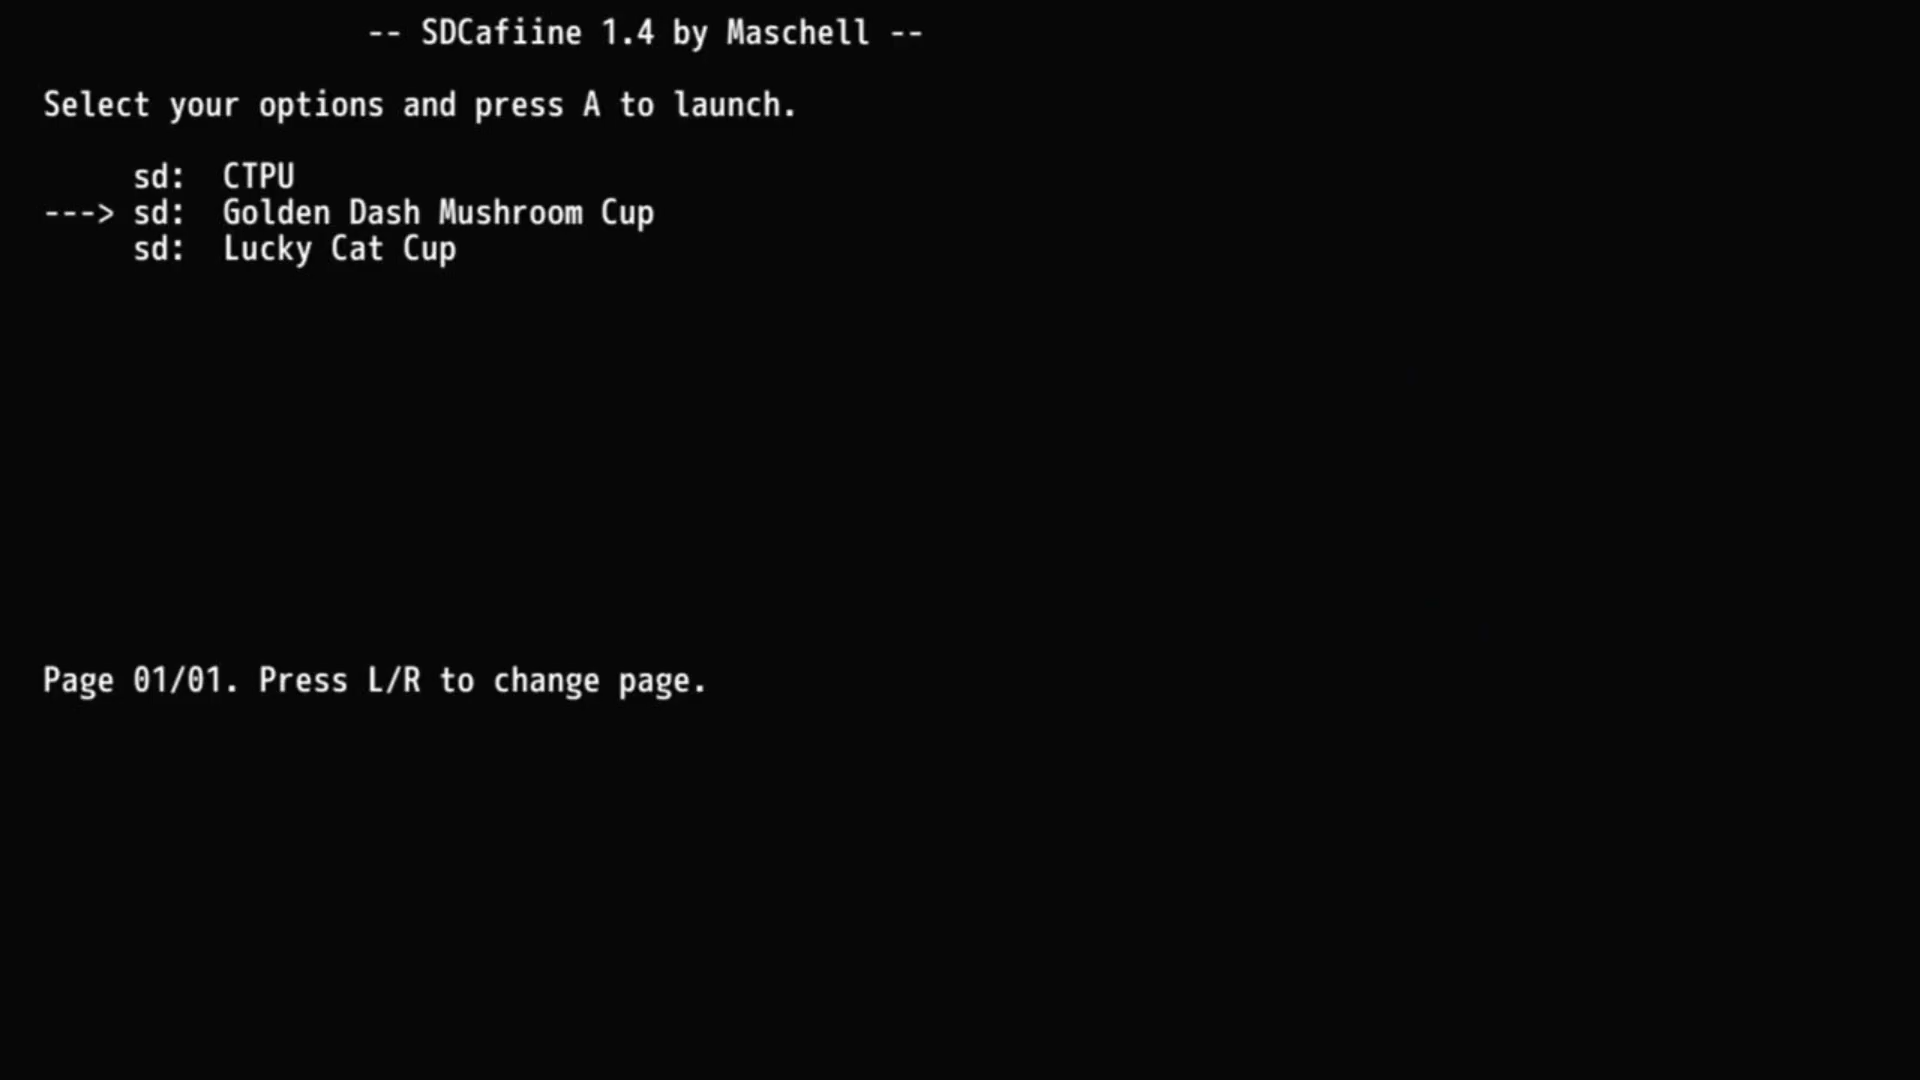 -- SDCafiine 1.4 by Maschell --
Select your options and press A to launch.
sd: CTPU
---> sd: Golden Dash Mushroom Cup
sd: Lucky Cat Cup
Page 01/01. Press L/R to change page.